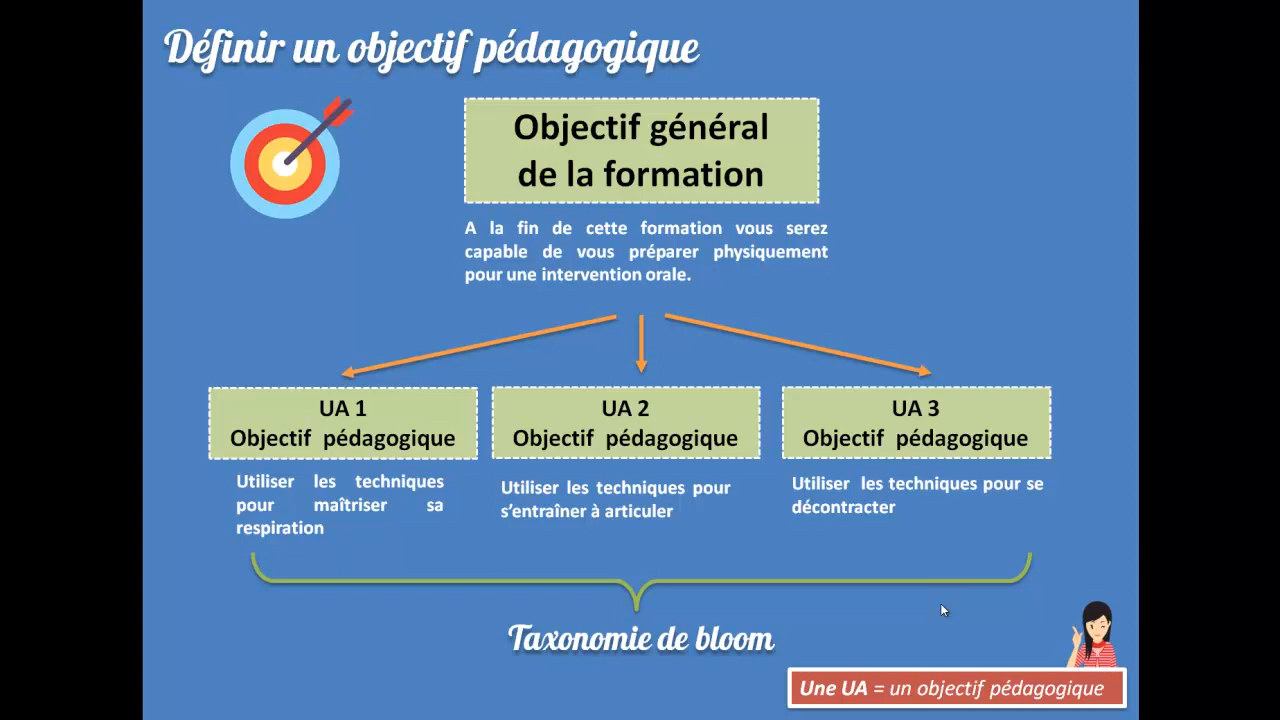 Définir un objectif pédagogique
Objectif général
de la formation
A la fin de cette formation vous serez
capable de vous préparer physiquement
pour une intervention orale.
UA 1
Objectif pédagogique
Utiliser les techniques
pour maîtriser sa
respiration
UA 2
Objectif pédagogique
Utiliser les techniques pour
s'entraîner à articuler
UA 3
Objectif pédagogique
Utiliser les techniques pour se
décontracter
Taxonomie de bloom
Une UA = un objectif pédagogique